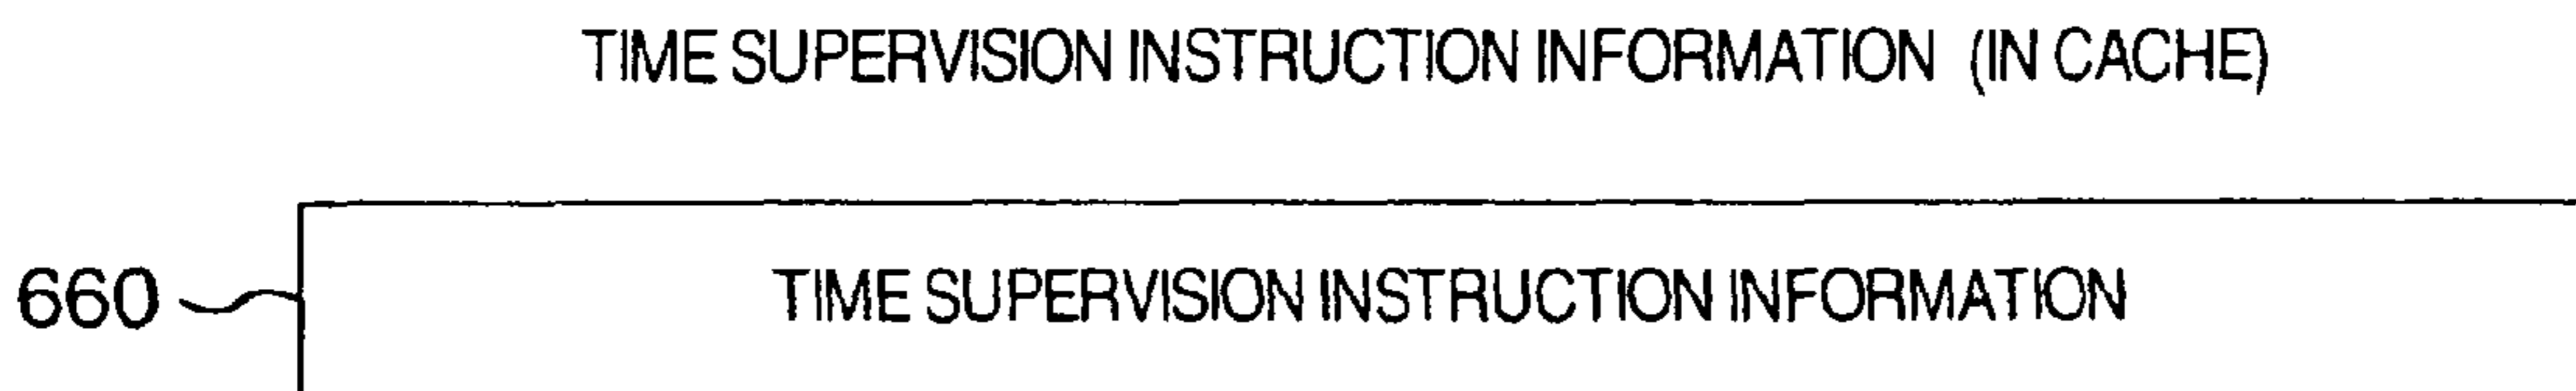 TIME SUPERVISION INSTRUCTION INFORMATION (IN CACHE)
660 TIME SUPERVISION INSTRUCTION INFORMATION